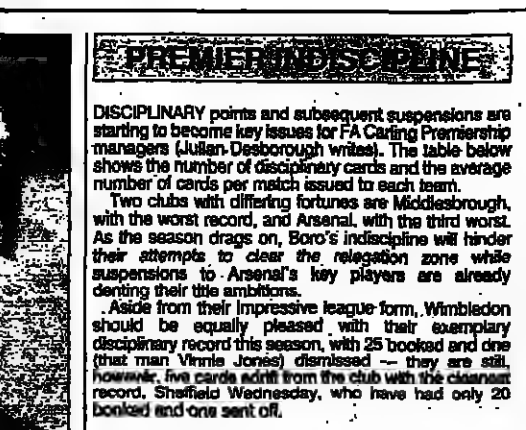 PREMIER INDISCIPLINE
DISCIPLINARY points and subsequent suspensions are
starting to become key issues for FA Carling Premiership
managers (Julian Desborough writes). The table below
shows the number of disciplinary cards and the average
number of cards per match issued to each team.
Two clubs with differing fortunes are Middlesbrough,
with the worst record, and Arsenal, with the third worst.
As the season drags on, Boro's indiscipline will hinder
their attempts to clear the relegation zone while
suspensions to Arsenal's key players are already
denting their title ambitions.
Aside from their impressive league form, Wimbledon
should be equally pleased with their exemplary
disciplinary record this season, with 25 booked and one
(that man Vinnie Jones) dismissed — they are still,
however, five cards adrift from the club with the cleanest
record, Sheffield Wednesday, who have had only 20
booked and one sent off.